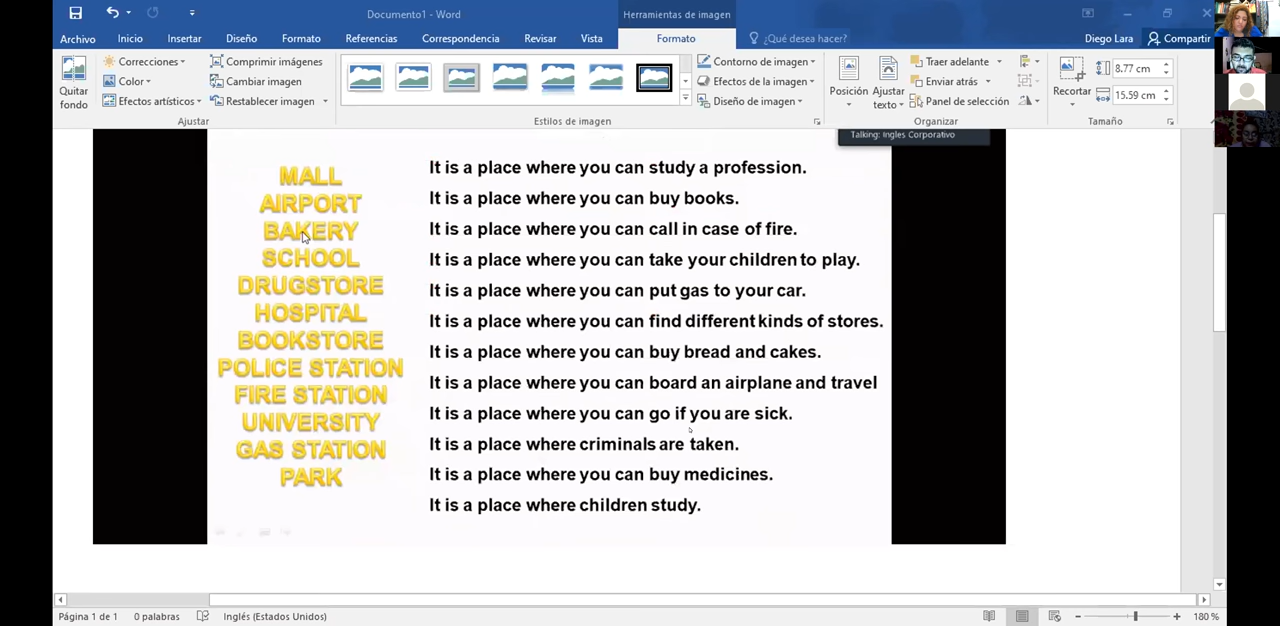 Documento1 - Word
Herramientas de imagen
Archivo
Inicio
Insertar
Diseño
Formato
Referencias
Correspondencia
Revisar
Vista
Formato
¿Qué desea hacer?
Diego Lara
Compartir
Quitar fondo
Correcciones
Color
Efectos artísticos
Comprimir imágenes
Cambiar imagen
Restablecer imagen
Ajustar
Estilos de imagen
Contorno de imagen
Efectos de la imagen
Diseño de imagen
Posición
Ajustar texto
Traer adelante
Enviar atrás
Panel de selección
Organizar
Recortar
8.77 cm
15.59 cm
Tamaño
Talking: Ingles Corporativo
MALL
AIRPORT
BAKERY
SCHOOL
DRUGSTORE
HOSPITAL
BOOKSTORE
POLICE STATION
FIRE STATION
UNIVERSITY
GAS STATION
PARK
It is a place where you can study a profession.
It is a place where you can buy books.
It is a place where you can call in case of fire.
It is a place where you can take your children to play.
It is a place where you can put gas to your car.
It is a place where you can find different kinds of stores.
It is a place where you can buy bread and cakes.
It is a place where you can board an airplane and travel
It is a place where you can go if you are sick.
It is a place where criminals are taken.
It is a place where you can buy medicines.
It is a place where children study.
Página 1 de 1
0 palabras
Inglés (Estados Unidos)
180 %